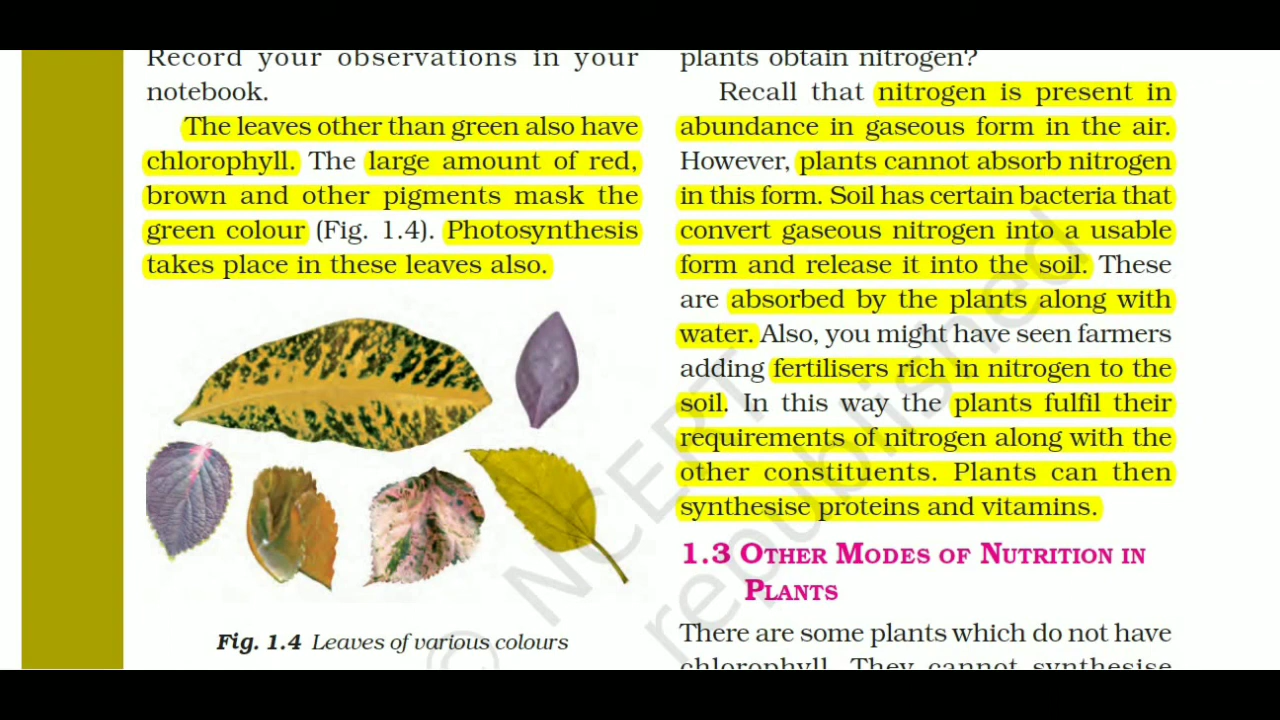 Record your observations in your
notebook.
The leaves other than green also have
chlorophyll. The large amount of red,
brown and other pigments mask the
green colour (Fig. 1.4). Photosynthesis
takes place in these leaves also.
Fig. 1.4 Leaves of various colours
plants obtain nitrogen?
Recall that nitrogen is present in
abundance in gaseous form in the air.
However, plants cannot absorb nitrogen
in this form. Soil has certain bacteria that
convert gaseous nitrogen into a usable
form and release it into the soil. These
are absorbed by the plants along with
water. Also, you might have seen farmers
adding fertilisers rich in nitrogen to the
soil. In this way the plants fulfil their
requirements of nitrogen along with the
other constituents. Plants can then
synthesise proteins and vitamins.
1.3 OTHER MODES OF NUTRITION IN
PLANTS
There are some plants which do not have
chlorophyll. They cannot synthesise
© NCERT
republished